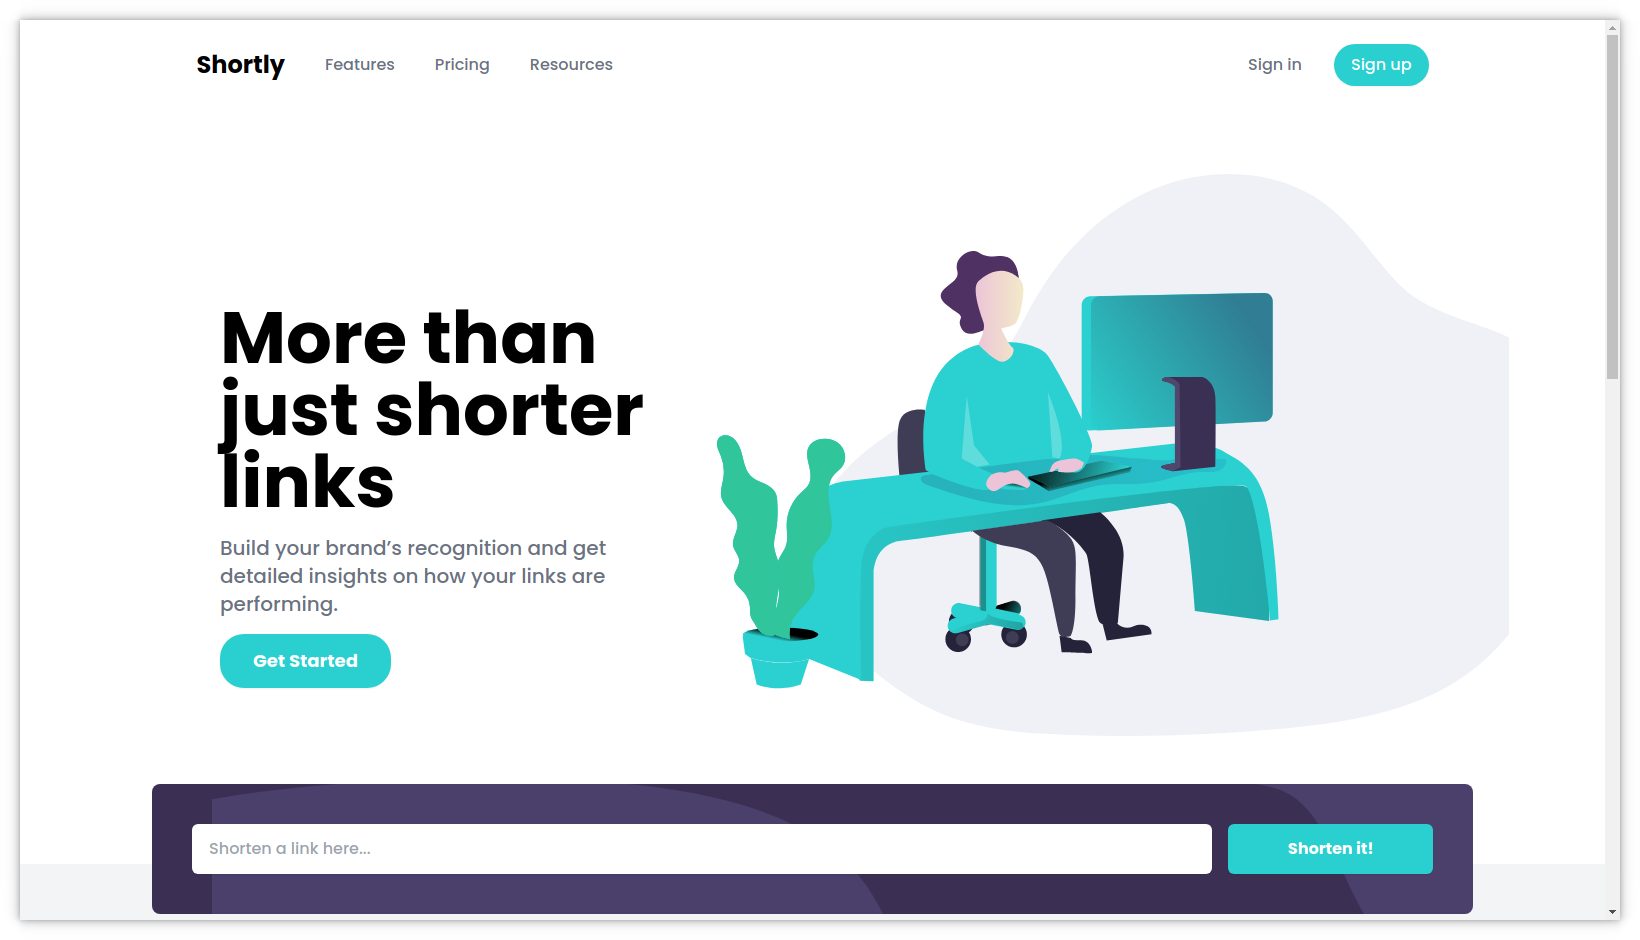 Shortly Features Pricing Resources Sign in Sign up
More than
just shorter
links
Build your brand’s recognition and get
detailed insights on how your links are
performing.
Get Started
Shorten a link here... Shorten it!